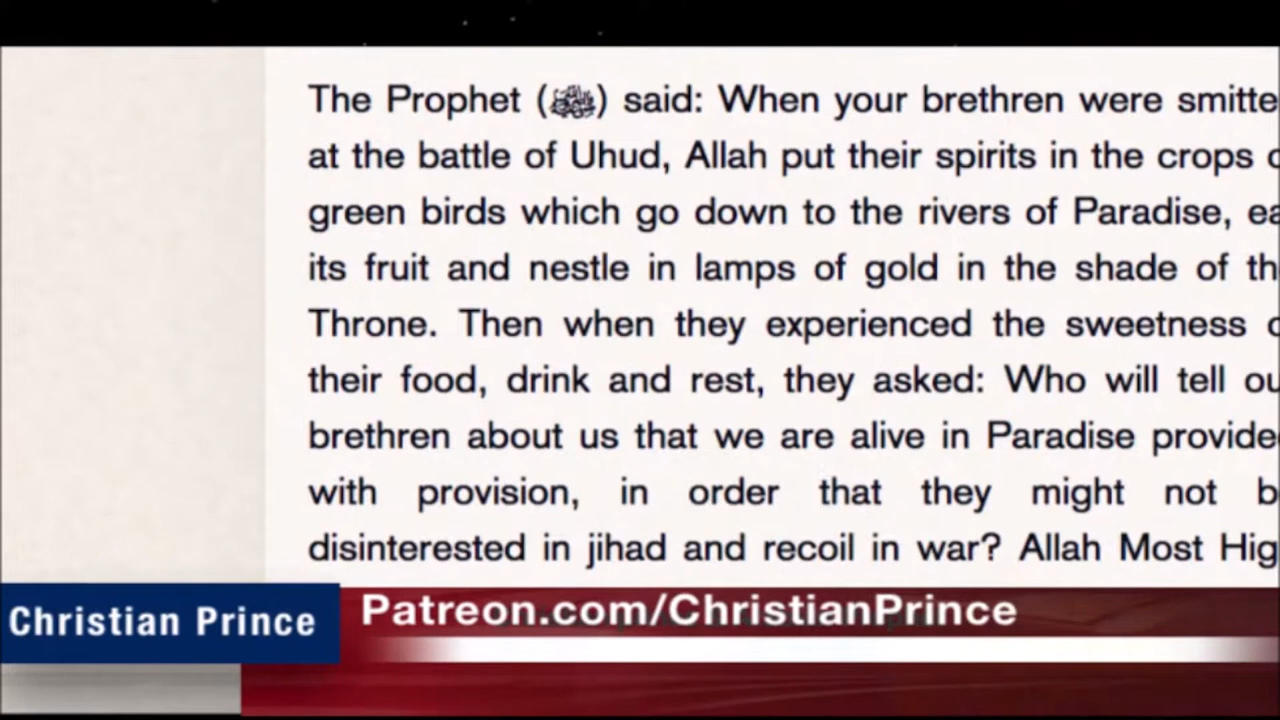 The Prophet (ﷺ) said: When your brethren were smitte
at the battle of Uhud, Allah put their spirits in the crops
green birds which go down to the rivers of Paradise, ea
its fruit and nestle in lamps of gold in the shade of th
Throne. Then when they experienced the sweetness
their food, drink and rest, they asked: Who will tell ou
brethren about us that we are alive in Paradise provide
with provision, in order that they might not b
disinterested in jihad and recoil in war? Allah Most Hig
Christian Prince
Patreon.com/ChristianPrince